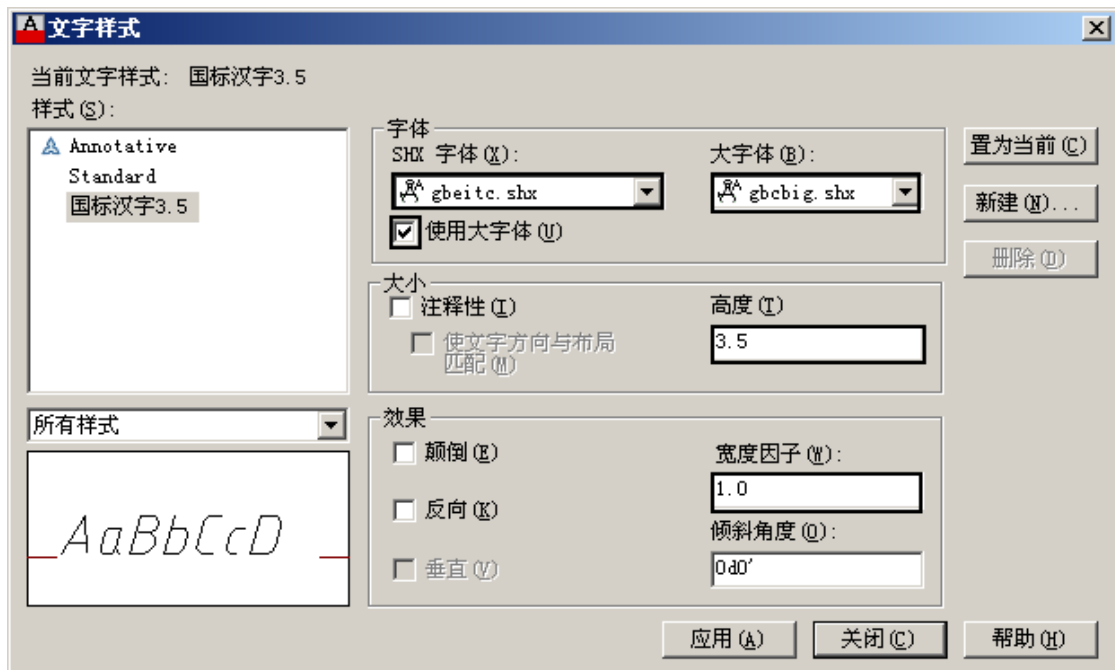 文字样式
当前文字样式: 国标汉字3.5
样式(S):
Annotative
Standard
国标汉字3.5
所有样式
AaBbCcD
字体
SHX 字体(X):
gbeitc.shx
大字体(B):
gbcbig.shx
使用大字体(U)
大小
注释性(I)
使文字方向与布局
匹配(M)
高度(T)
3.5
效果
颠倒(E)
反向(K)
垂直(V)
宽度因子(W):
1.0
倾斜角度(O):
0d0′
置为当前(C)
新建(N)...
删除(D)
应用(A)
关闭(C)
帮助(H)